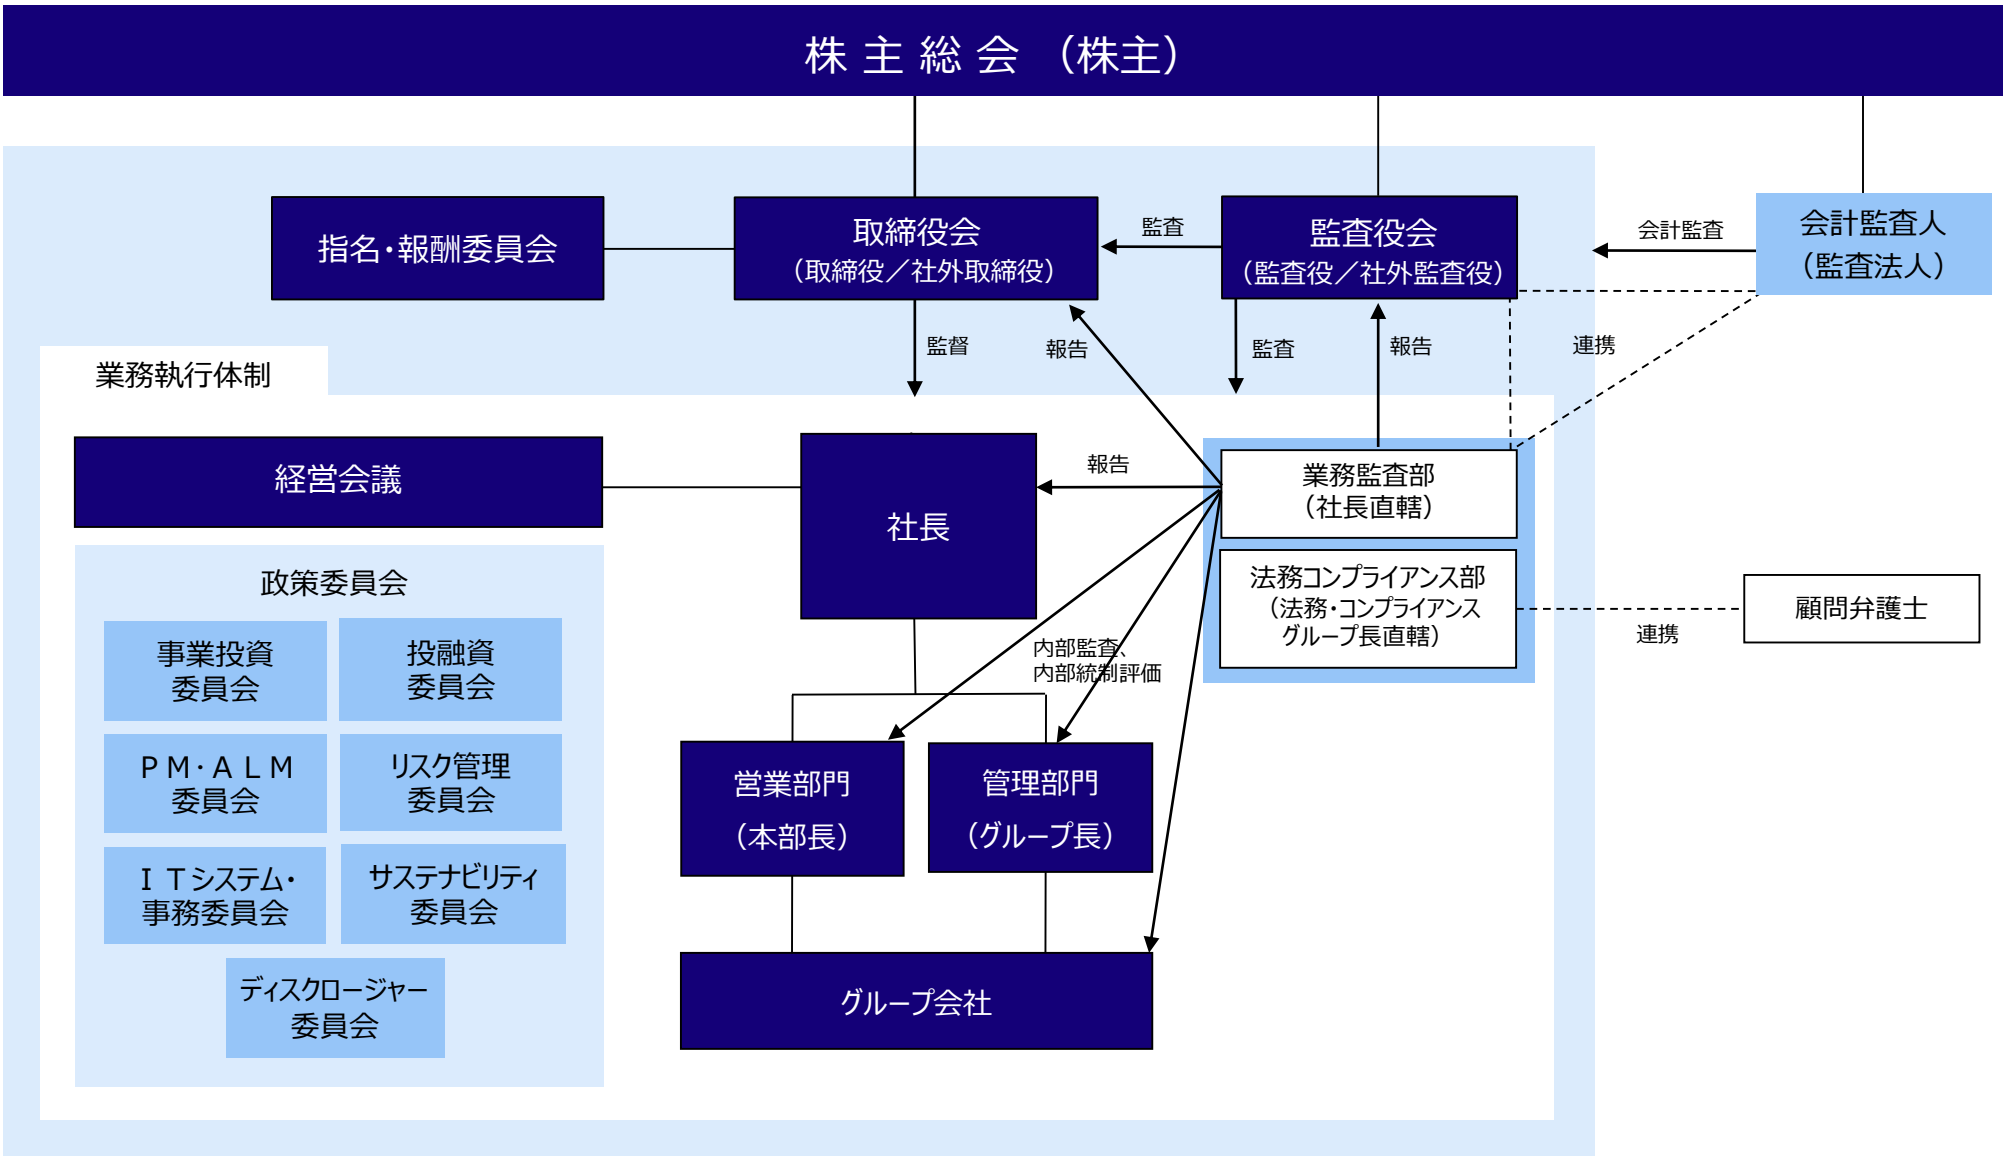 株 主 総 会 （株主）
指名・報酬委員会
取締役会
（取締役／社外取締役）
監査
監査役会
（監査役／社外監査役）
会計監査
会計監査人
（監査法人）
監督
報告
監査
報告
連携
業務執行体制
経営会議
社長
報告
業務監査部
（社長直轄）
法務コンプライアンス部
（法務・コンプライアンス
グループ長直轄）
連携
顧問弁護士
政策委員会
事業投資
委員会
投融資
委員会
ＰＭ・ＡＬＭ
委員会
リスク管理
委員会
ＩＴシステム・
事務委員会
サステナビリティ
委員会
ディスクロージャー
委員会
内部監査、
内部統制評価
営業部門
（本部長）
管理部門
（グループ長）
グループ会社